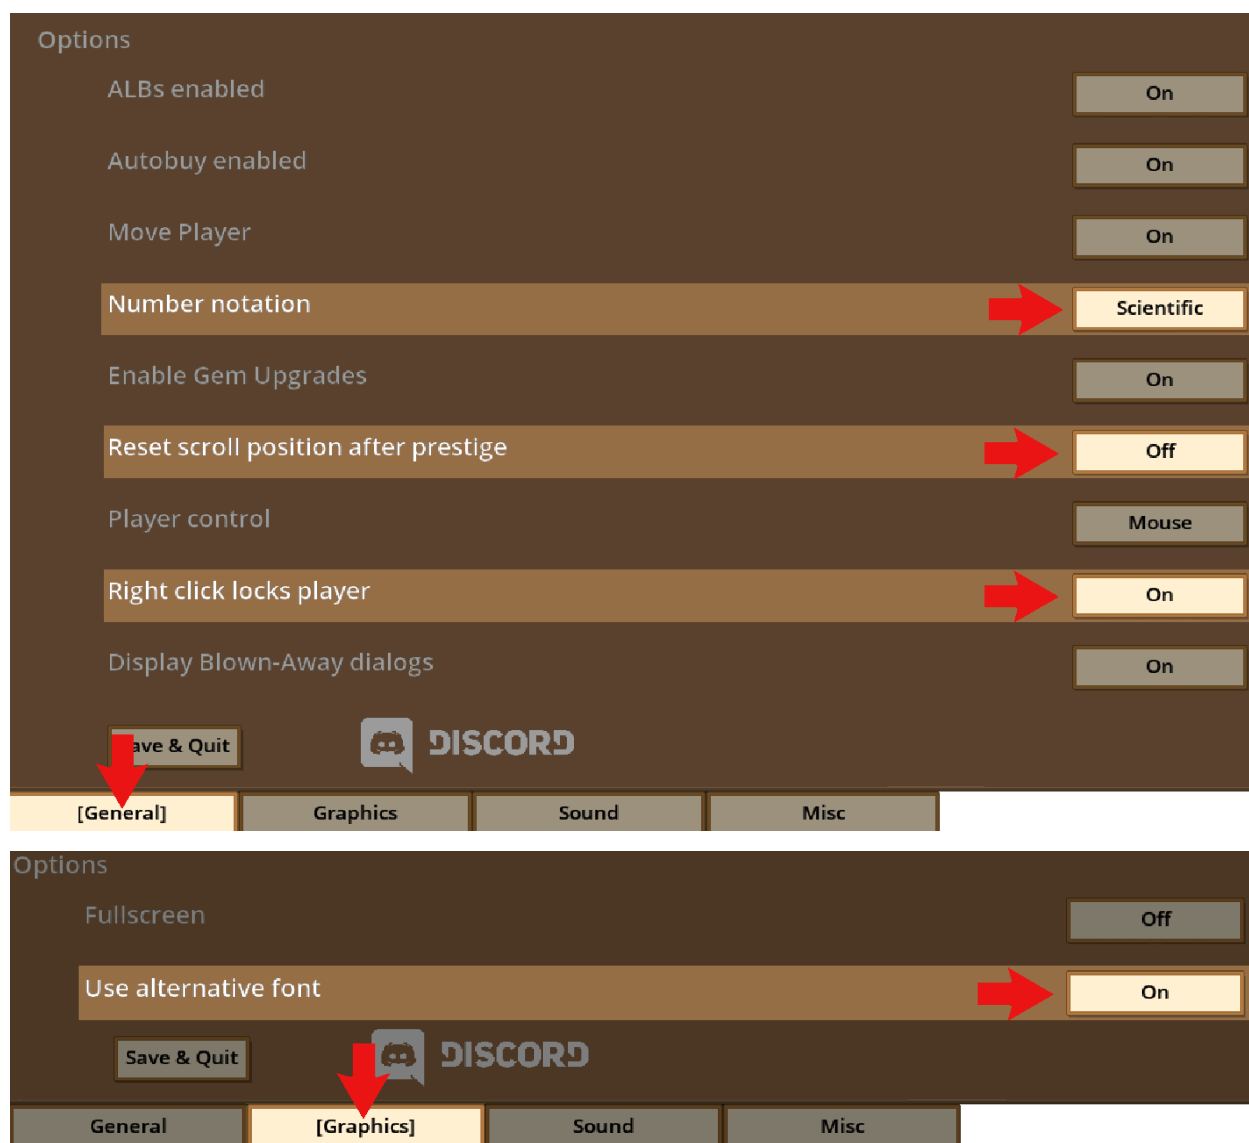 Options
ALBs enabled On
Autobuy enabled On
Move Player On
Number notation Scientific
Enable Gem Upgrades On
Reset scroll position after prestige Off
Player control Mouse
Right click locks player On
Display Blown-Away dialogs On
Save & Quit DISCORD
[General] Graphics Sound Misc
Options
Fullscreen Off
Use alternative font On
Save & Quit DISCORD
General [Graphics] Sound Misc